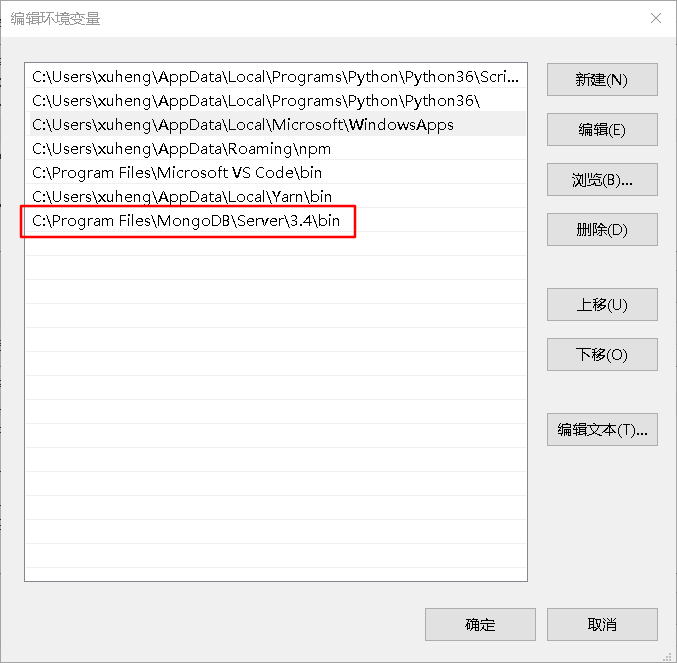 编辑环境变量
C:\Users\xuheng\AppData\Local\Programs\Python\Python36\Scri...
C:\Users\xuheng\AppData\Local\Programs\Python\Python36\
C:\Users\xuheng\AppData\Local\Microsoft\WindowsApps
C:\Users\xuheng\AppData\Roaming\npm
C:\Program Files\Microsoft VS Code\bin
C:\Users\xuheng\AppData\Local\Yarn\bin
C:\Program Files\MongoDB\Server\3.4\bin
新建(N)
编辑(E)
浏览(B)...
删除(D)
上移(U)
下移(O)
编辑文本(T)...
确定
取消